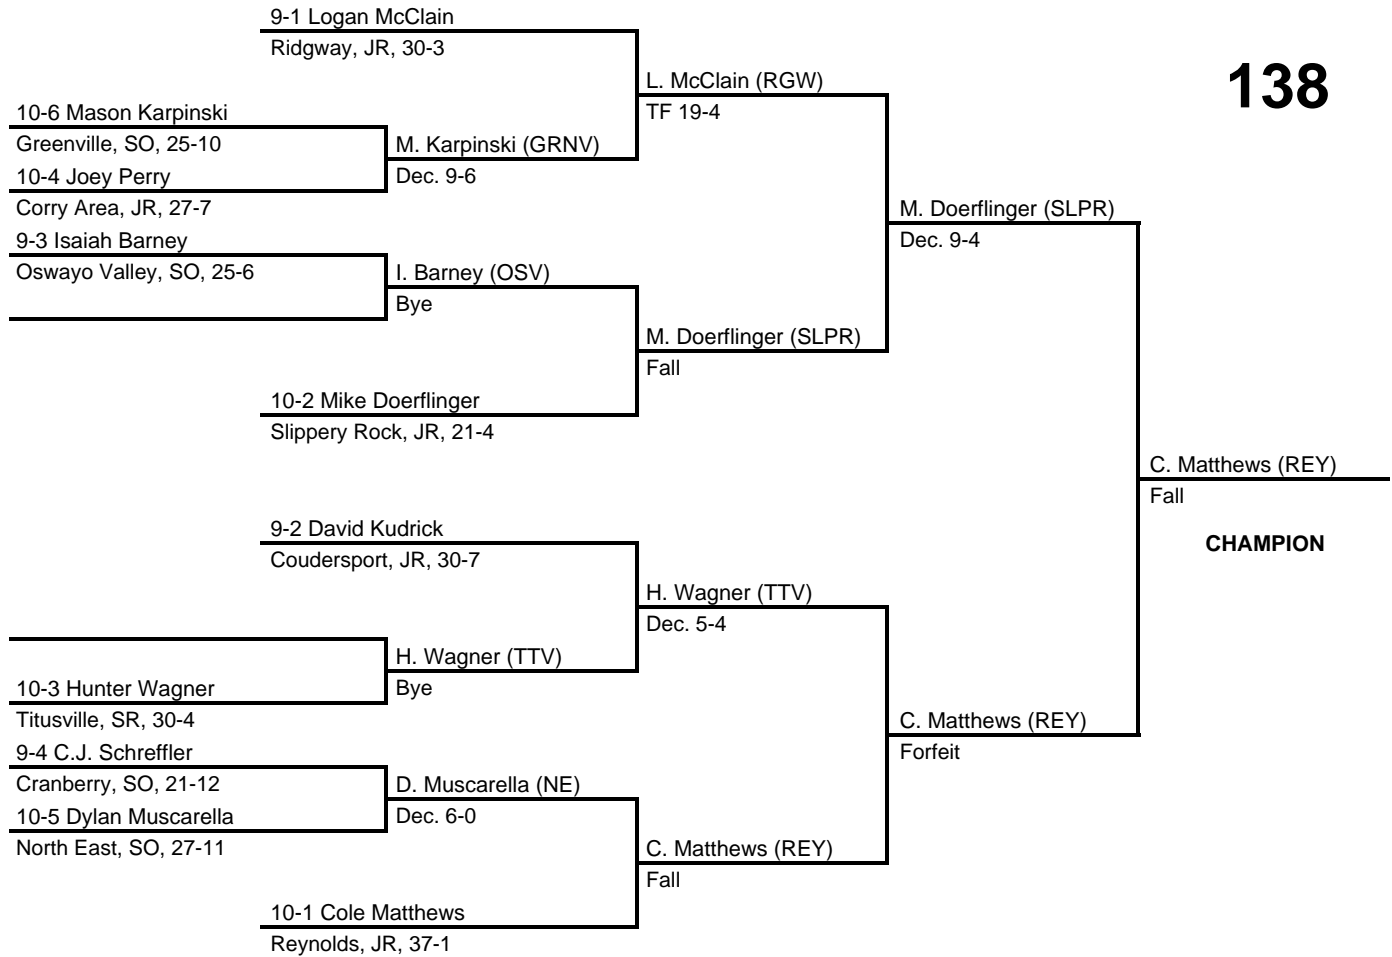 9-1 Logan McClain
Ridgway, JR, 30-3
138
L. McClain (RGW)
TF 19-4
10-6 Mason Karpinski
Greenville, SO, 25-10
M. Karpinski (GRNV)
Dec. 9-6
10-4 Joey Perry
Corry Area, JR, 27-7
M. Doerflinger (SLPR)
Dec. 9-4
9-3 Isaiah Barney
Oswayo Valley, SO, 25-6
I. Barney (OSV)
Bye
M. Doerflinger (SLPR)
Fall
10-2 Mike Doerflinger
Slippery Rock, JR, 21-4
C. Matthews (REY)
Fall
CHAMPION
9-2 David Kudrick
Coudersport, JR, 30-7
H. Wagner (TTV)
Dec. 5-4
H. Wagner (TTV)
Bye
10-3 Hunter Wagner
Titusville, SR, 30-4
C. Matthews (REY)
Forfeit
9-4 C.J. Schreffler
Cranberry, SO, 21-12
D. Muscarella (NE)
Dec. 6-0
10-5 Dylan Muscarella
North East, SO, 27-11
C. Matthews (REY)
Fall
10-1 Cole Matthews
Reynolds, JR, 37-1